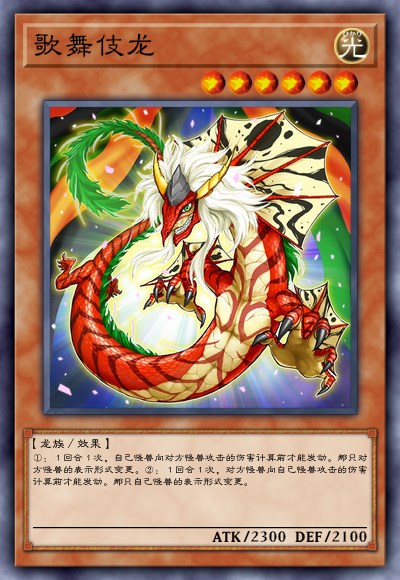 歌舞伎龙
ひかり
光
【龙族／效果】
①：1回合1次，自己怪兽向对方怪兽攻击的伤害计算前才能发动。那只对
方怪兽的表示形式变更。②：1回合1次，对方怪兽向自己怪兽攻击的伤害
计算前才能发动。那只自己怪兽的表示形式变更。
ATK/2300 DEF/2100